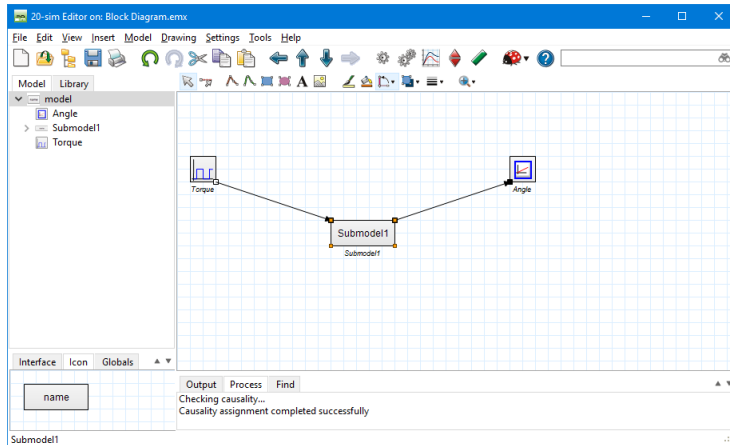 20-sim Editor on: Block Diagram.emx
File Edit View Insert Model Drawing Settings Tools Help
Model Library
model
Angle
Submodel1
Torque
Torque
Angle
Submodel1
Submodel1
Interface Icon Globals
name
Output Process Find
Checking causality...
Causality assignment completed successfully
Submodel1